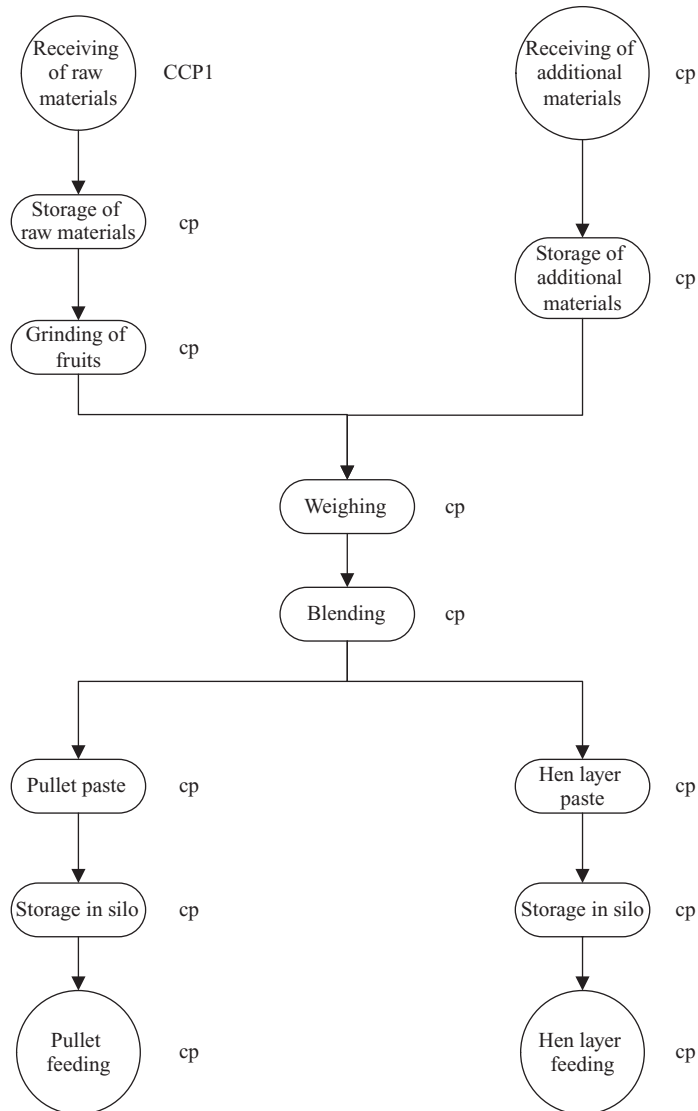 Receiving
of raw
materials
CCP1
Receiving of
additional
materials
cp
Storage of
raw materials
cp
Storage of
additional
materials
cp
Grinding of
fruits
cp
Weighing
cp
Blending
cp
Pullet paste
cp
Hen layer
paste
cp
Storage in silo
cp
Storage in silo
cp
Pullet
feeding
cp
Hen layer
feeding
cp